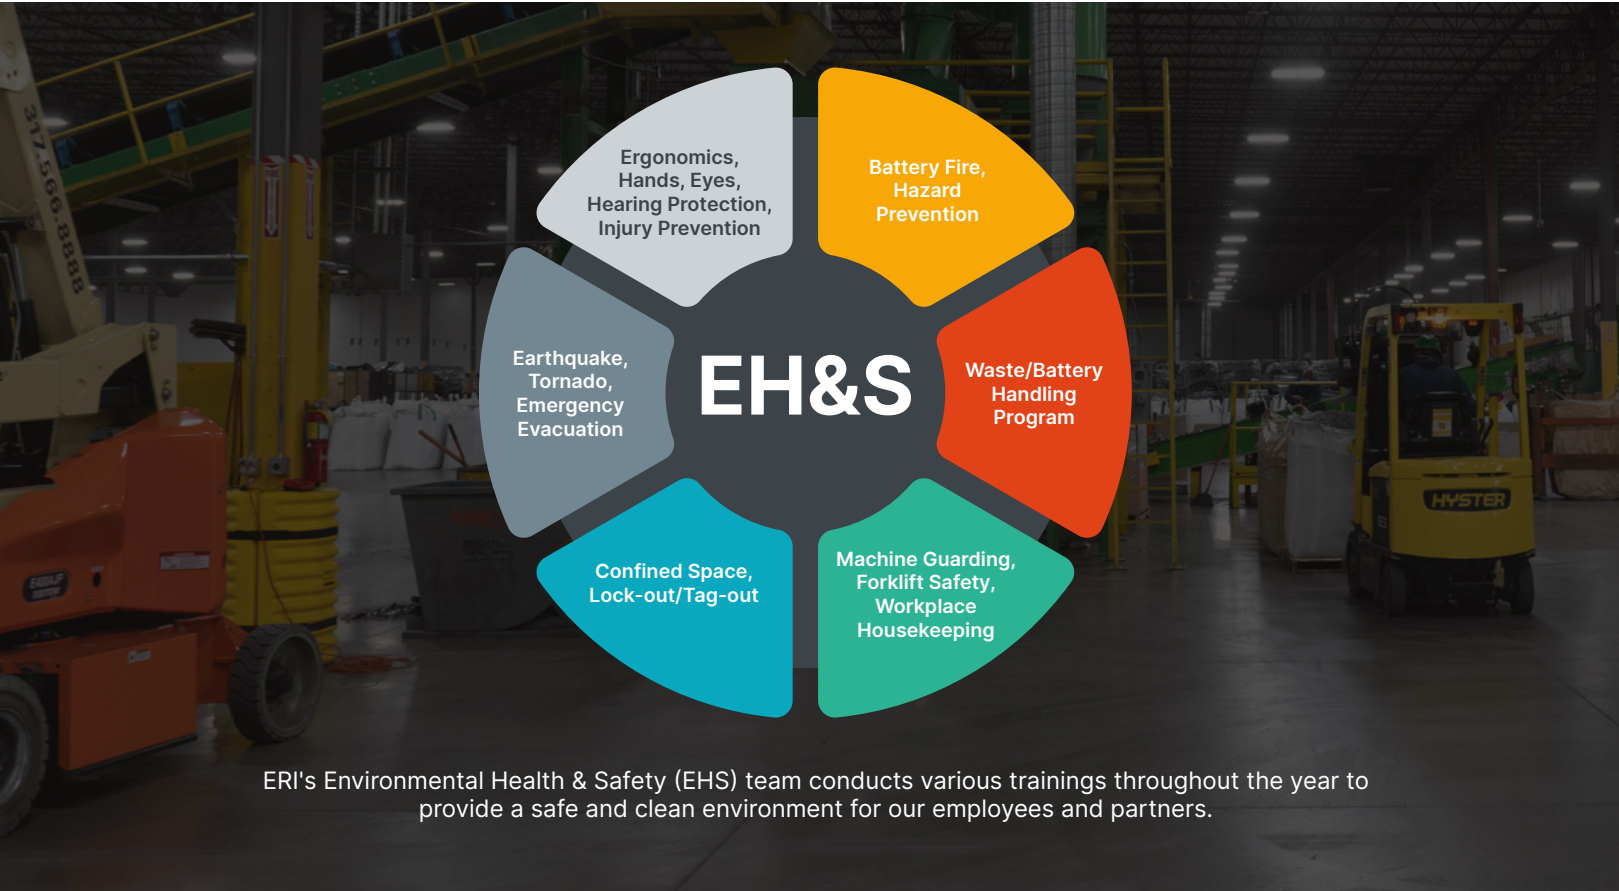 Ergonomics,
Hands, Eyes,
Hearing Protection,
Injury Prevention
Battery Fire,
Hazard
Prevention
Earthquake,
Tornado,
Emergency
Evacuation
EH&S
Waste/Battery
Handling
Program
Confined Space,
Lock-out/Tag-out
Machine Guarding,
Forklift Safety,
Workplace
Housekeeping
317.566.8888
HYSTER
E400AJP
ERI's Environmental Health & Safety (EHS) team conducts various trainings throughout the year to
provide a safe and clean environment for our employees and partners.